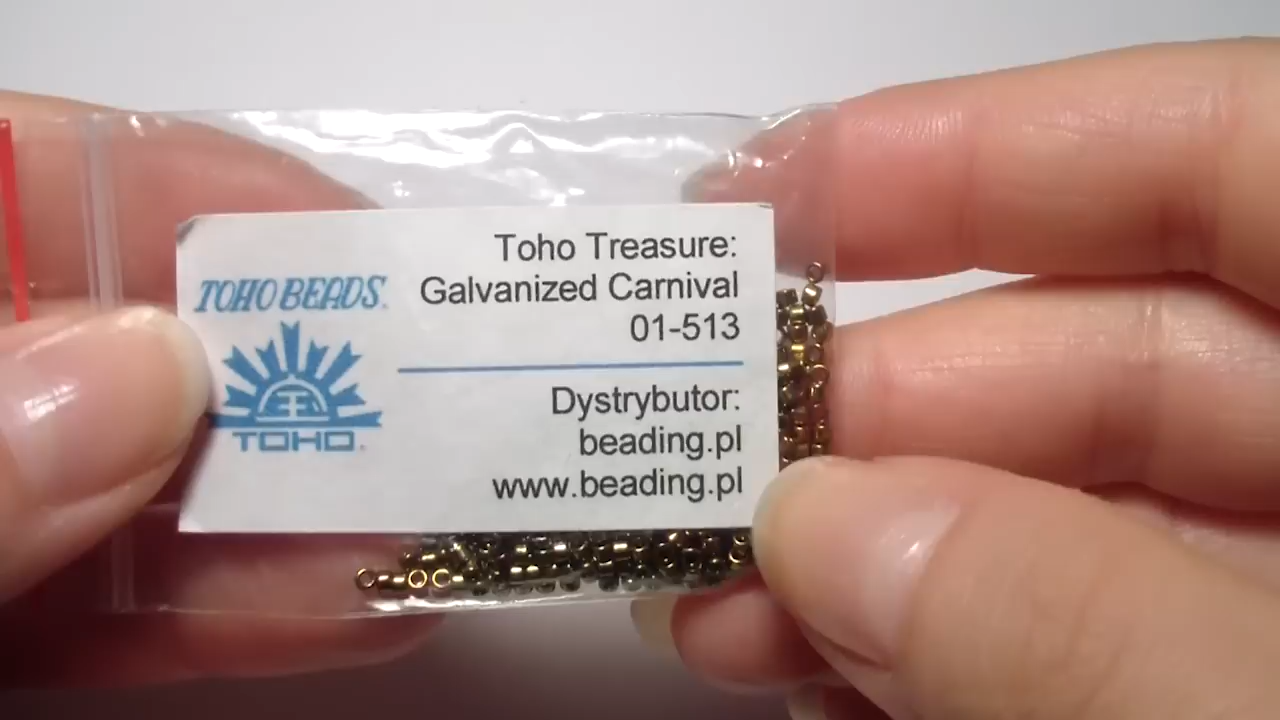 TOHO BEADS.
TOHO.
Toho Treasure:
Galvanized Carnival
01-513
Dystrybutor:
beading.pl
www.beading.pl